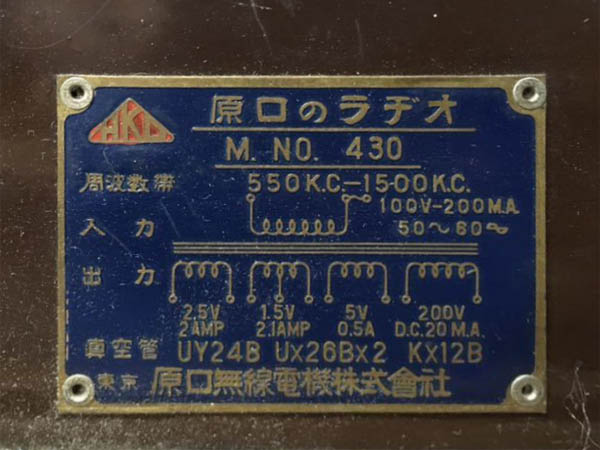 HKD
原口のラヂオ
M. NO. 430
周波数帯 550K.C.-1500K.C.
入力 100V-200M.A.
50〜60〜
出力
2.5V 1.5V 5V 200V
2AMP 2.1AMP 0.5A D.C.20M.A.
真空管 UY24B UX26BX2 KX12B
東京 原口無線電機株式會社